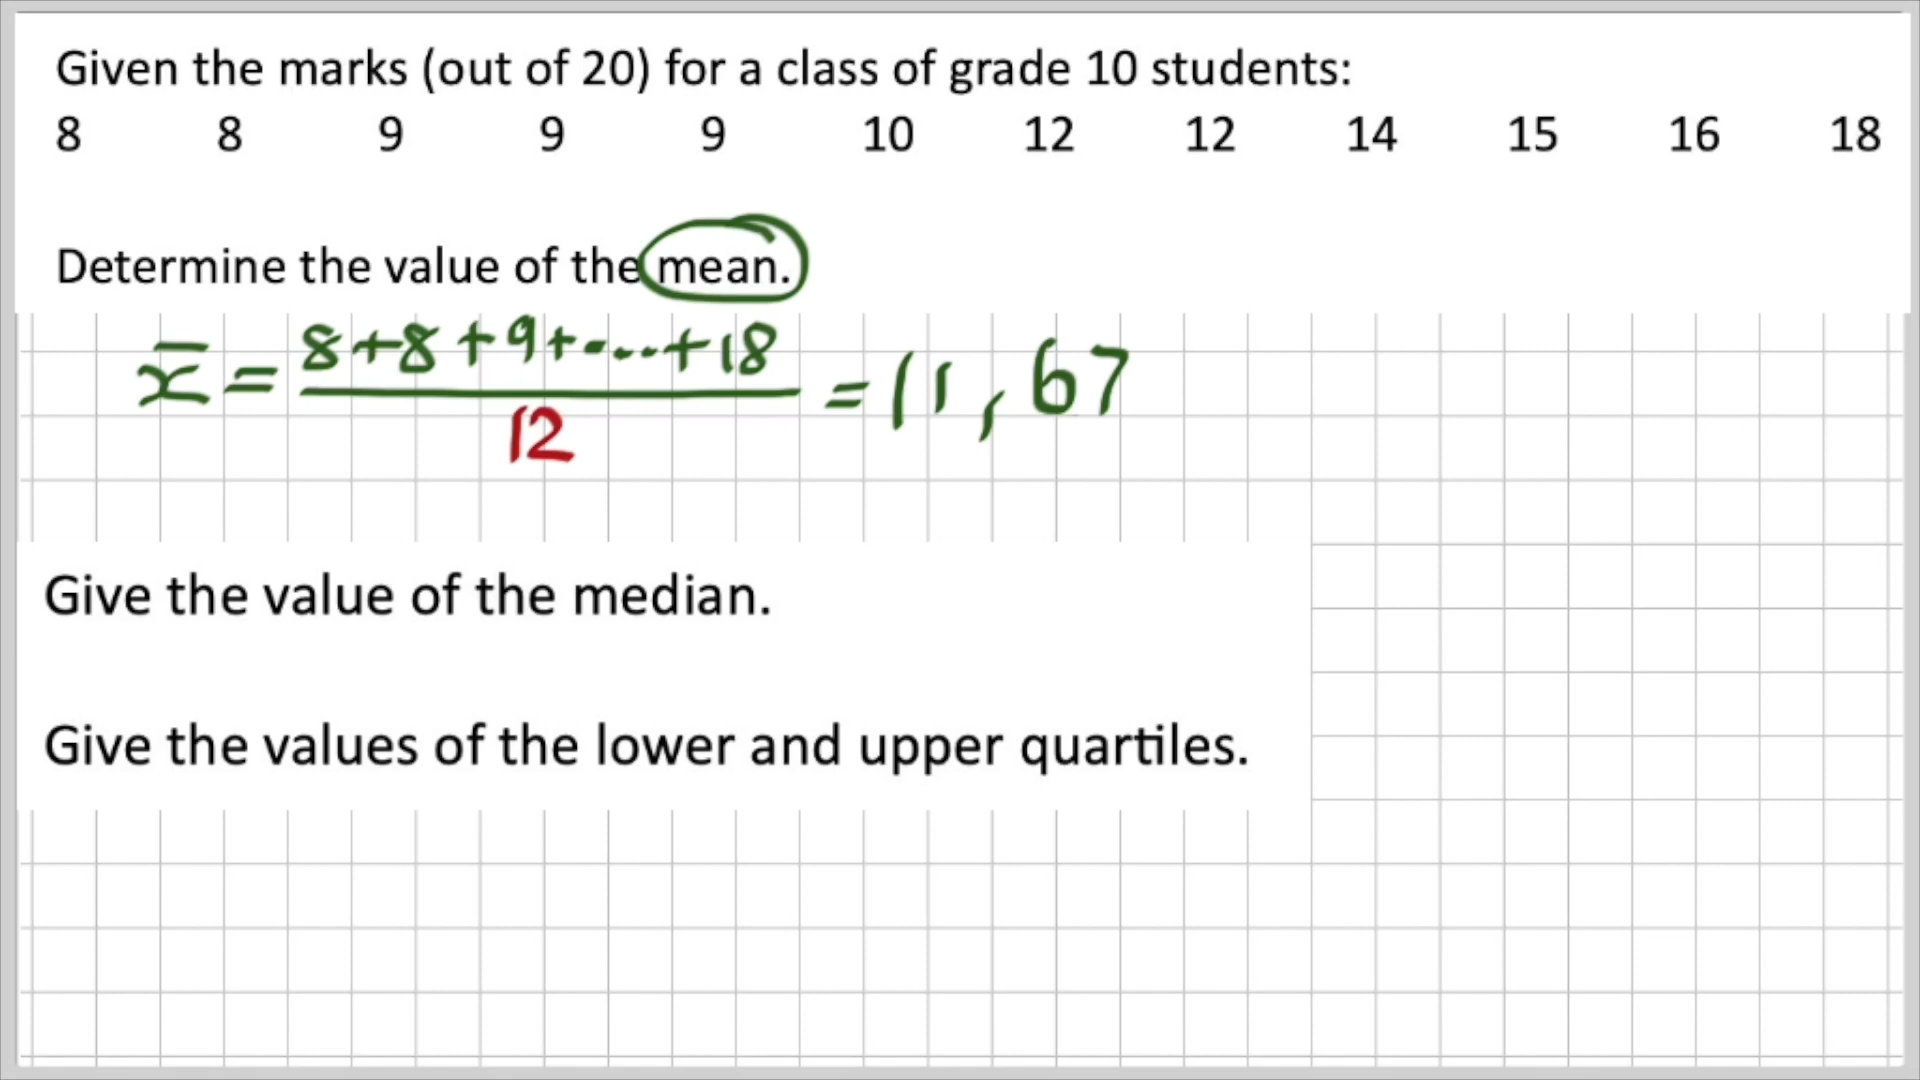 Given the marks (out of 20) for a class of grade 10 students:
8 8 9 9 9 10 12 12 14 15 16 18
Determine the value of the mean.
x̄ = 8+8+9+...+18 / 12 = 11,67
Give the value of the median.
Give the values of the lower and upper quartiles.